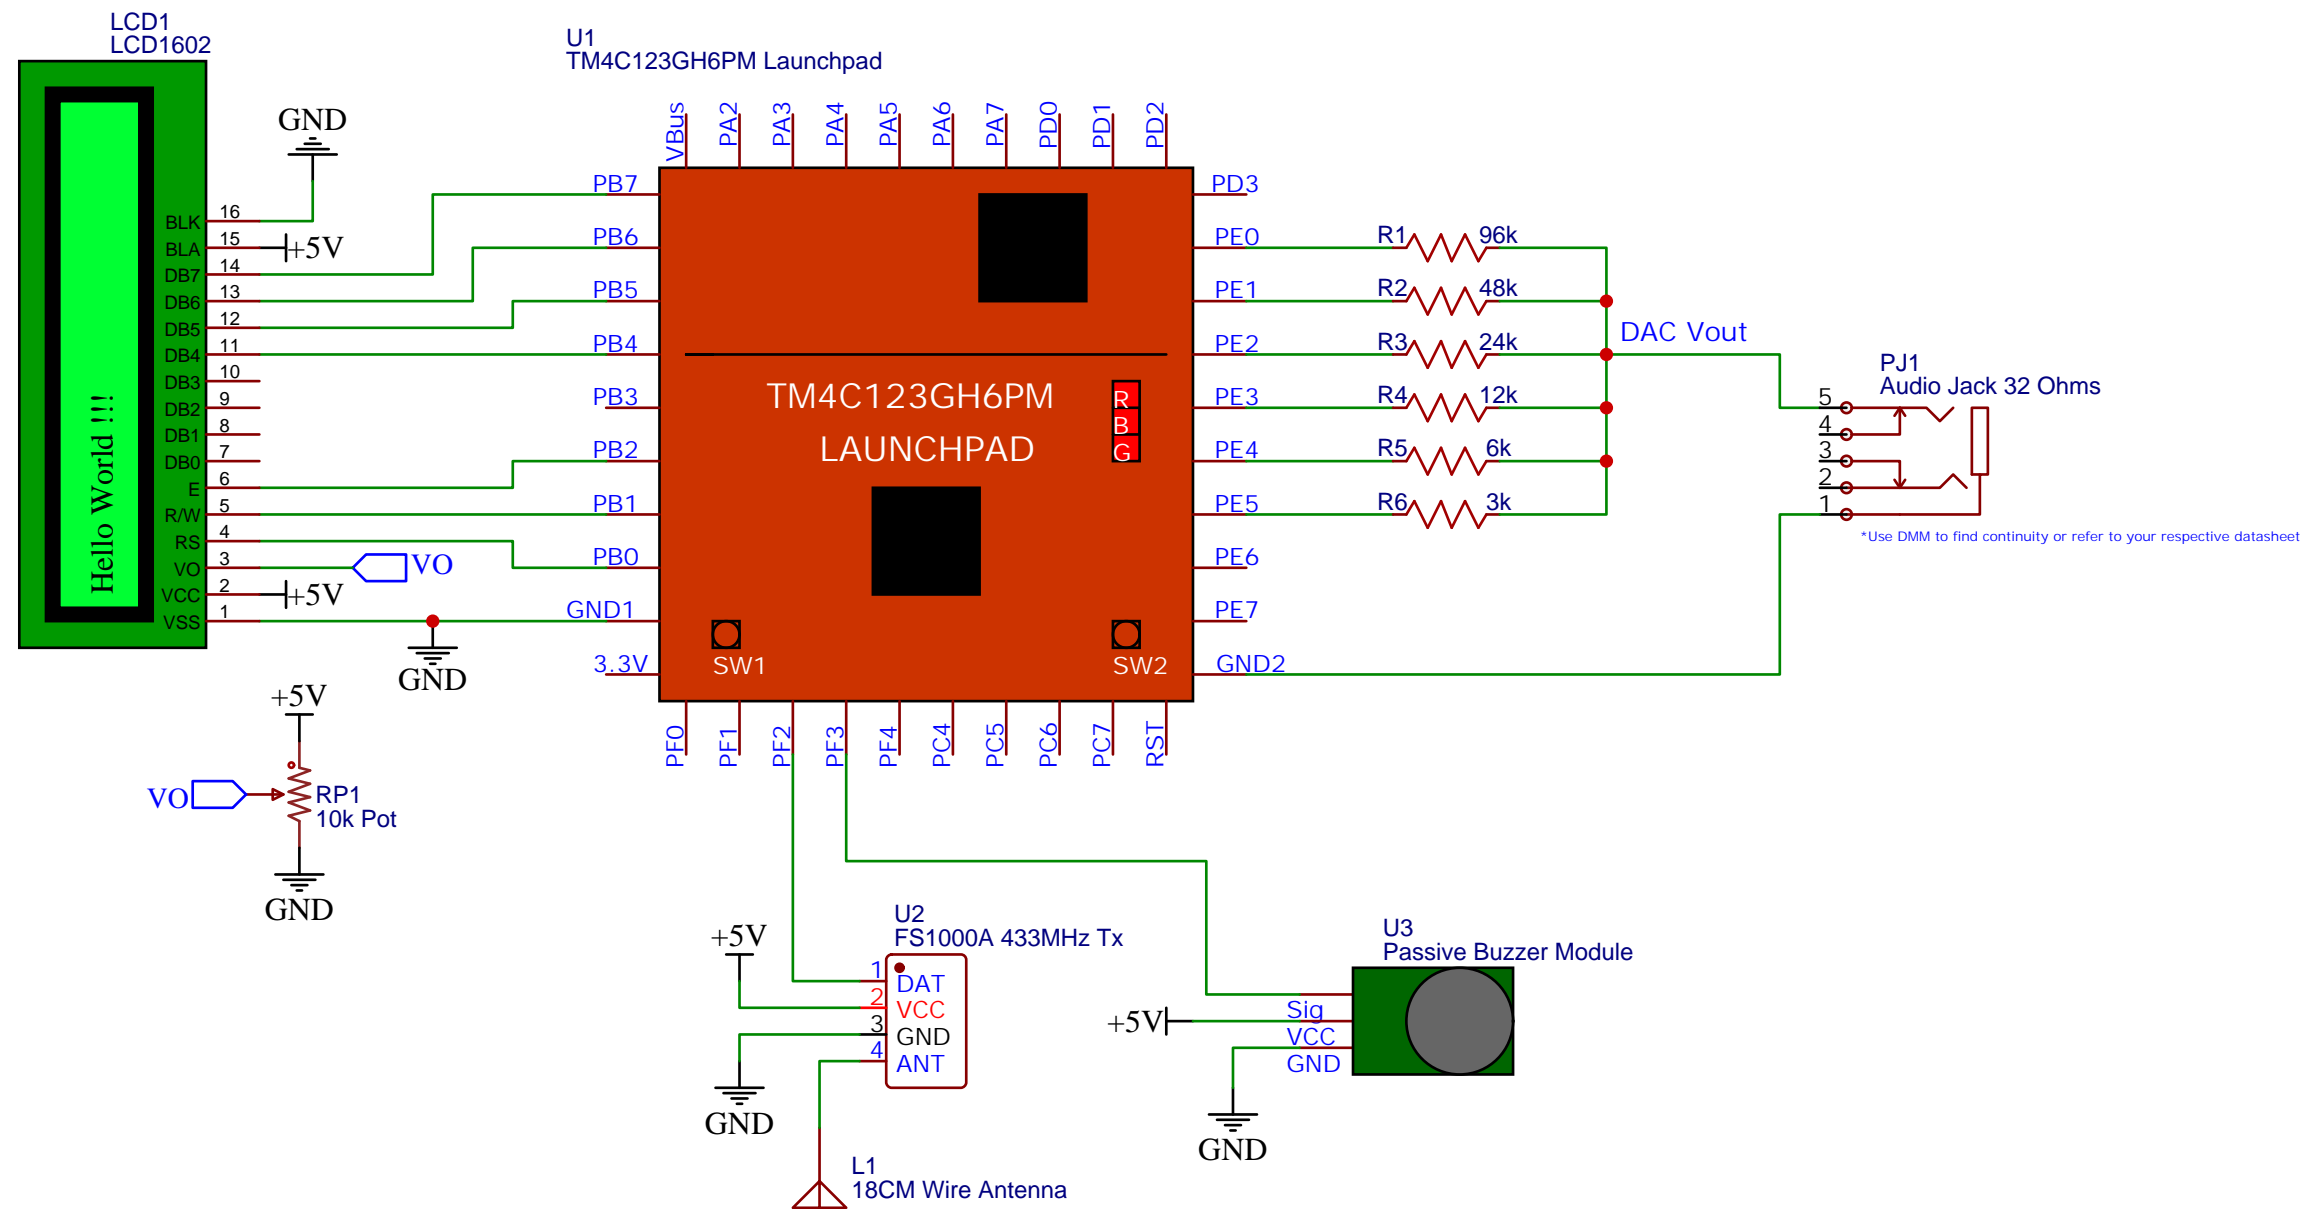 LCD1
LCD1602
Hello World !!!
BLK 16
BLA 15
DB7 14
DB6 13
DB5 12
DB4 11
DB3 10
DB2 9
DB1 8
DB0 7
E 6
R/W 5
RS 4
VO 3
VCC 2
VSS 1
GND
+5V
VO
+5V
GND
+5V
VO
RP1
10k Pot
GND
U1
TM4C123GH6PM Launchpad
VBus
PA2
PA3
PA4
PA5
PA6
PA7
PD0
PD1
PD2
PB7
PB6
PB5
PB4
PB3
PB2
PB1
PB0
GND1
3.3V
TM4C123GH6PM
LAUNCHPAD
R
B
G
SW1
SW2
PD3
PE0
PE1
PE2
PE3
PE4
PE5
PE6
PE7
GND2
PF0
PF1
PF2
PF3
PF4
PC4
PC5
PC6
PC7
RST
R1 96k
R2 48k
R3 24k
R4 12k
R5 6k
R6 3k
DAC Vout
PJ1
Audio Jack 32 Ohms
5
4
3
2
1
*Use DMM to find continuity or refer to your respective datasheet
U2
FS1000A 433MHz Tx
+5V
1 DAT
2 VCC
3 GND
4 ANT
GND
L1
18CM Wire Antenna
U3
Passive Buzzer Module
Sig
+5V
VCC
GND
GND